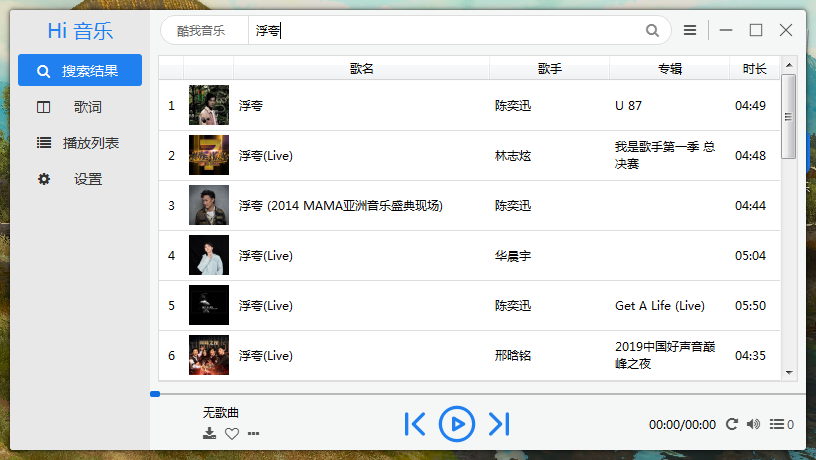 Hi 音乐
酷我音乐 浮夸
搜索结果
歌词
播放列表
设置
歌名 歌手 专辑 时长
1 浮夸 陈奕迅 U 87 04:49
2 浮夸(Live) 林志炫 我是歌手第一季 总
决赛 04:48
3 浮夸 (2014 MAMA亚洲音乐盛典现场) 陈奕迅 04:44
4 浮夸(Live) 华晨宇 05:04
5 浮夸(Live) 陈奕迅 Get A Life (Live) 05:50
6 浮夸(Live) 邢晗铭 2019中国好声音巅
峰之夜 04:35
无歌曲
00:00/00:00 0